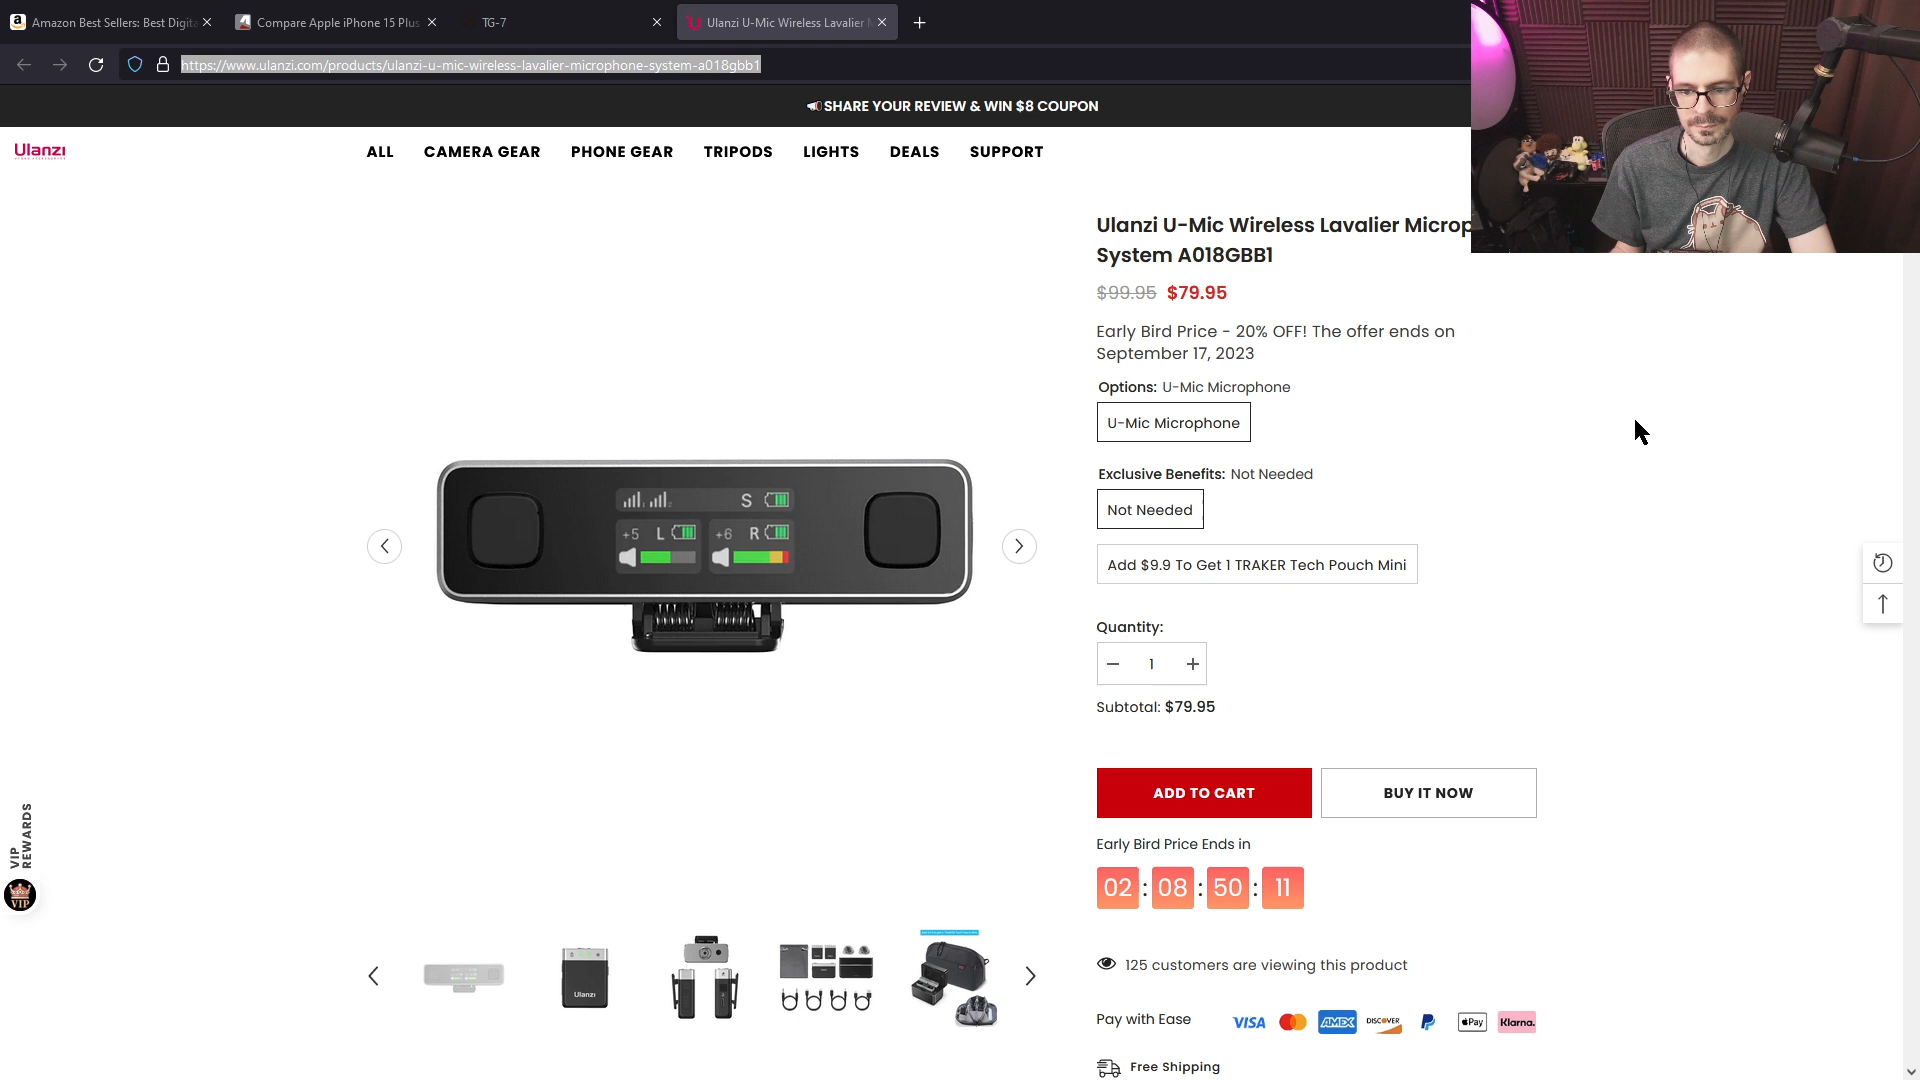 Amazon Best Sellers: Best Digita
Compare Apple iPhone 15 Plus
TG-7
Ulanzi U-Mic Wireless Lavalier M
https://www.ulanzi.com/products/ulanzi-u-mic-wireless-lavalier-microphone-system-a018gbb1
SHARE YOUR REVIEW & WIN $8 COUPON
Ulanzi
ALL CAMERA GEAR PHONE GEAR TRIPODS LIGHTS DEALS SUPPORT
Ulanzi U-Mic Wireless Lavalier Microp
System A018GBB1
$99.95 $79.95
Early Bird Price - 20% OFF! The offer ends on
September 17, 2023
Options: U-Mic Microphone
U-Mic Microphone
Exclusive Benefits: Not Needed
Not Needed
Add $9.9 To Get 1 TRAKER Tech Pouch Mini
Quantity:
1
Subtotal: $79.95
ADD TO CART
BUY IT NOW
Early Bird Price Ends in
02 : 08 : 50 : 11
125 customers are viewing this product
Pay with Ease
VISA
AMEX
DISCOVER
Pay
Klarna.
Free Shipping
S
+5 L
+6 R
Ulanzi
VIP
REWARDS
VIP